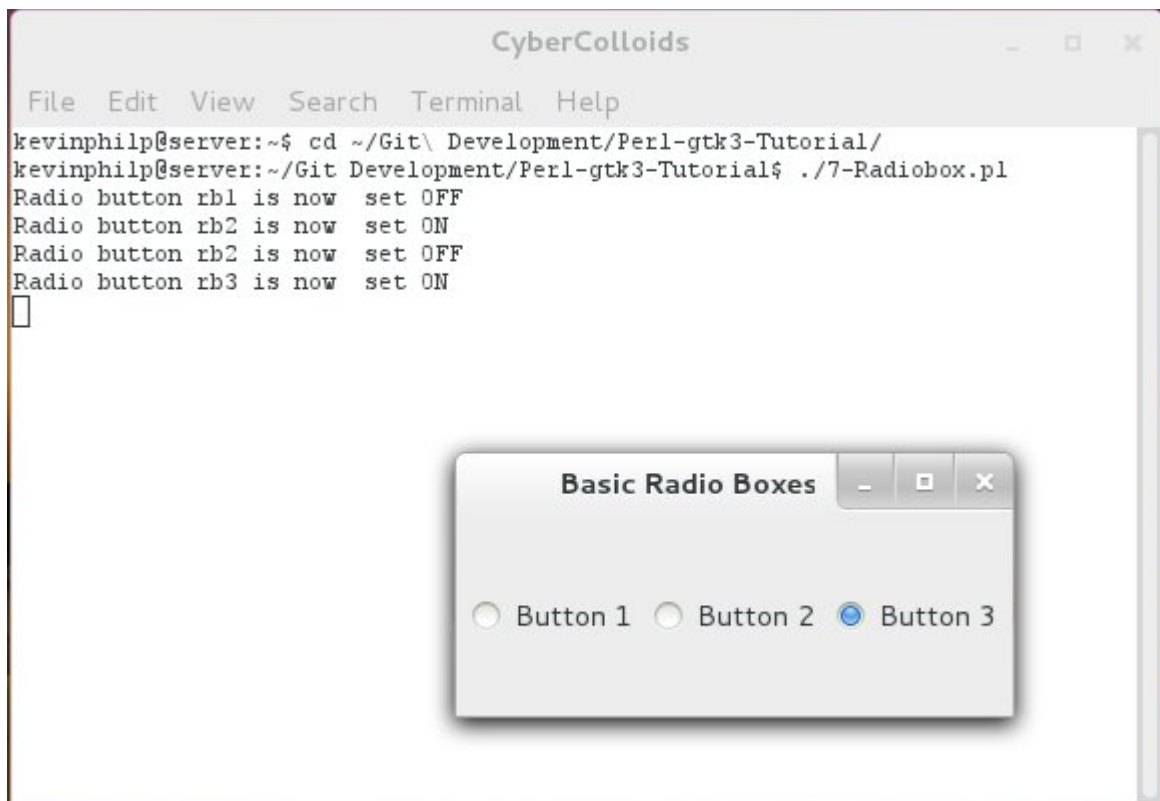 CyberColloids
File Edit View Search Terminal Help
kevinphilp@server:~$ cd ~/Git\ Development/Perl-gtk3-Tutorial/
kevinphilp@server:~/Git Development/Perl-gtk3-Tutorial$ ./7-Radiobox.pl
Radio button rb1 is now  set OFF
Radio button rb2 is now  set ON
Radio button rb2 is now  set OFF
Radio button rb3 is now  set ON
Basic Radio Boxes
Button 1 Button 2 Button 3